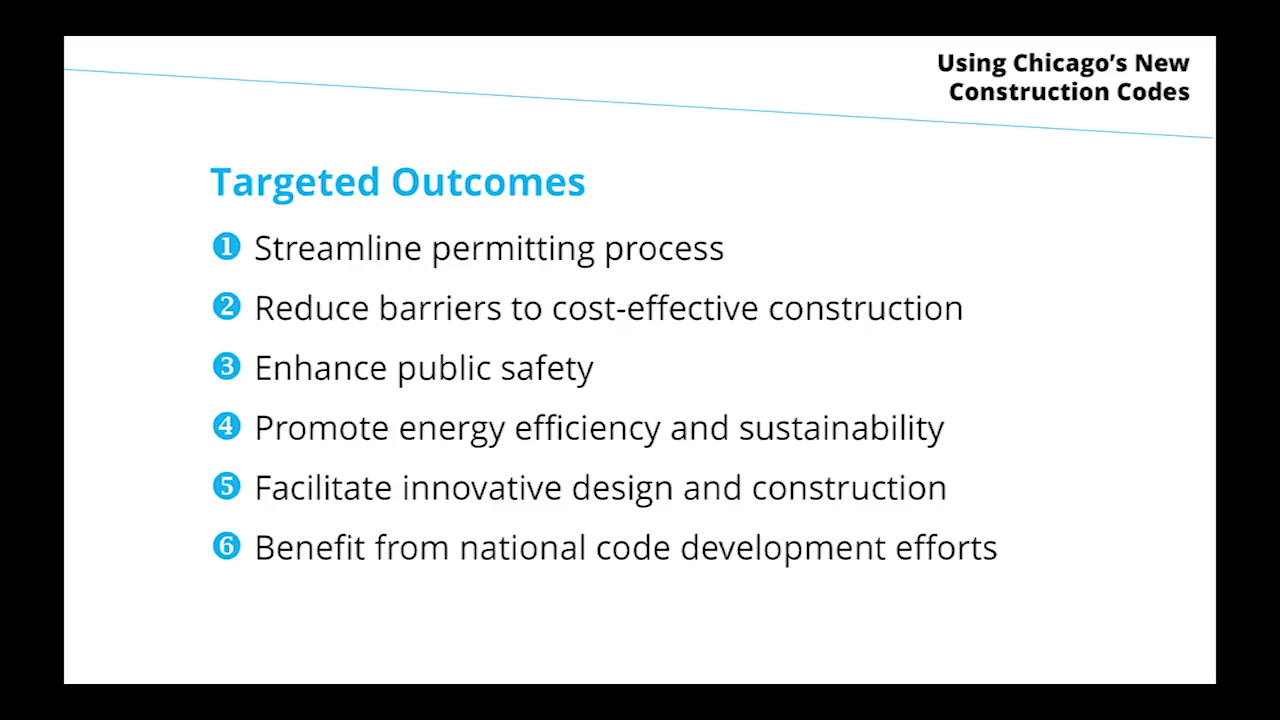 Using Chicago’s New
Construction Codes
Targeted Outcomes
❶ Streamline permitting process
❷ Reduce barriers to cost-effective construction
❸ Enhance public safety
❹ Promote energy efficiency and sustainability
❺ Facilitate innovative design and construction
❻ Benefit from national code development efforts